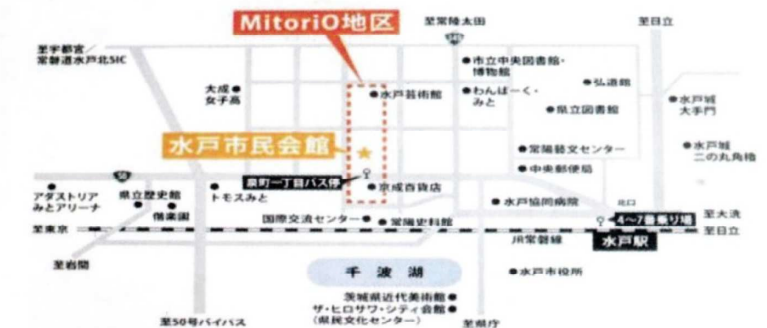 MitoriO地区
至常陸太田
至日立
349
至宇都宮
常磐道水戸北SIC
市立中央図書館・
博物館
弘道館
大成
女子高
水戸芸術館
わんぱーく・
みと
県立図書館
水戸城
大手門
水戸市民会館
常陽藝文センター
水戸城
二の丸角櫓
50
泉町一丁目バス停
中央郵便局
アダストリア
みとアリーナ
県立歴史館
偕楽園
トモスみと
京成百貨店
水戸協同病院
北口
4〜7番乗り場
至大洗
国際交流センター
常陽史料館
至東京
至日立
JR常磐線
水戸駅
至岩間
千波湖
水戸市役所
茨城県近代美術館
ザ・ヒロサワ・シティ会館
(県民文化センター)
至50号バイパス
至県庁